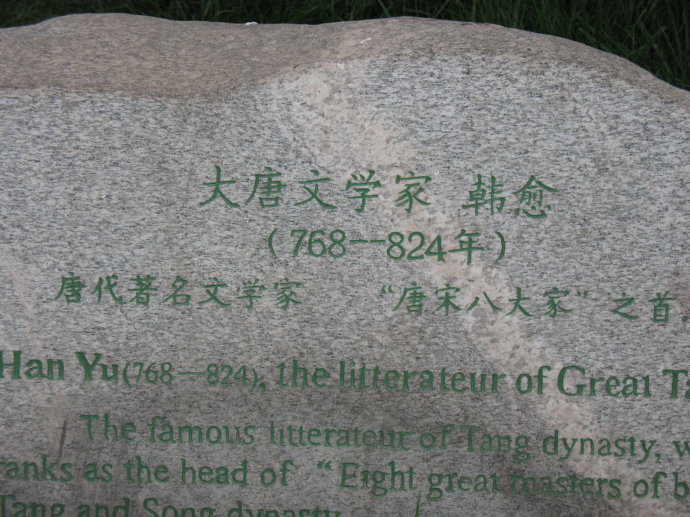 大唐文学家 韩愈
(768--824年)
唐代著名文学家 “唐宋八大家”之首.
Han Yu(768—824), the litterateur of Great T
The famous litterateur of Tang dynasty, w
ranks as the head of “Eight great masters of b
Tang and Song dynasty